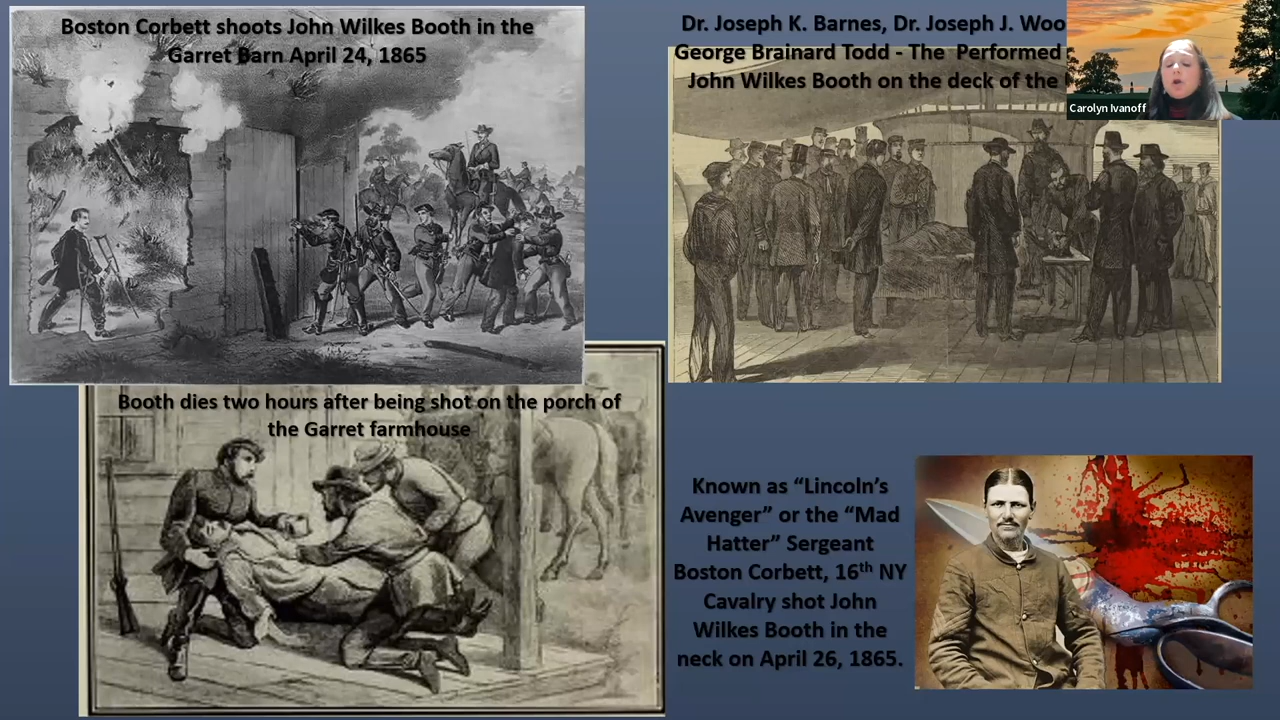 Boston Corbett shoots John Wilkes Booth in the
Garret Barn April 24, 1865
Dr. Joseph K. Barnes, Dr. Joseph J. Woo
George Brainard Todd - The Performed
John Wilkes Booth on the deck of the
Carolyn Ivanoff
Booth dies two hours after being shot on the porch of
the Garret farmhouse
Known as “Lincoln’s
Avenger” or the “Mad
Hatter” Sergeant
Boston Corbett, 16th NY
Cavalry shot John
Wilkes Booth in the
neck on April 26, 1865.